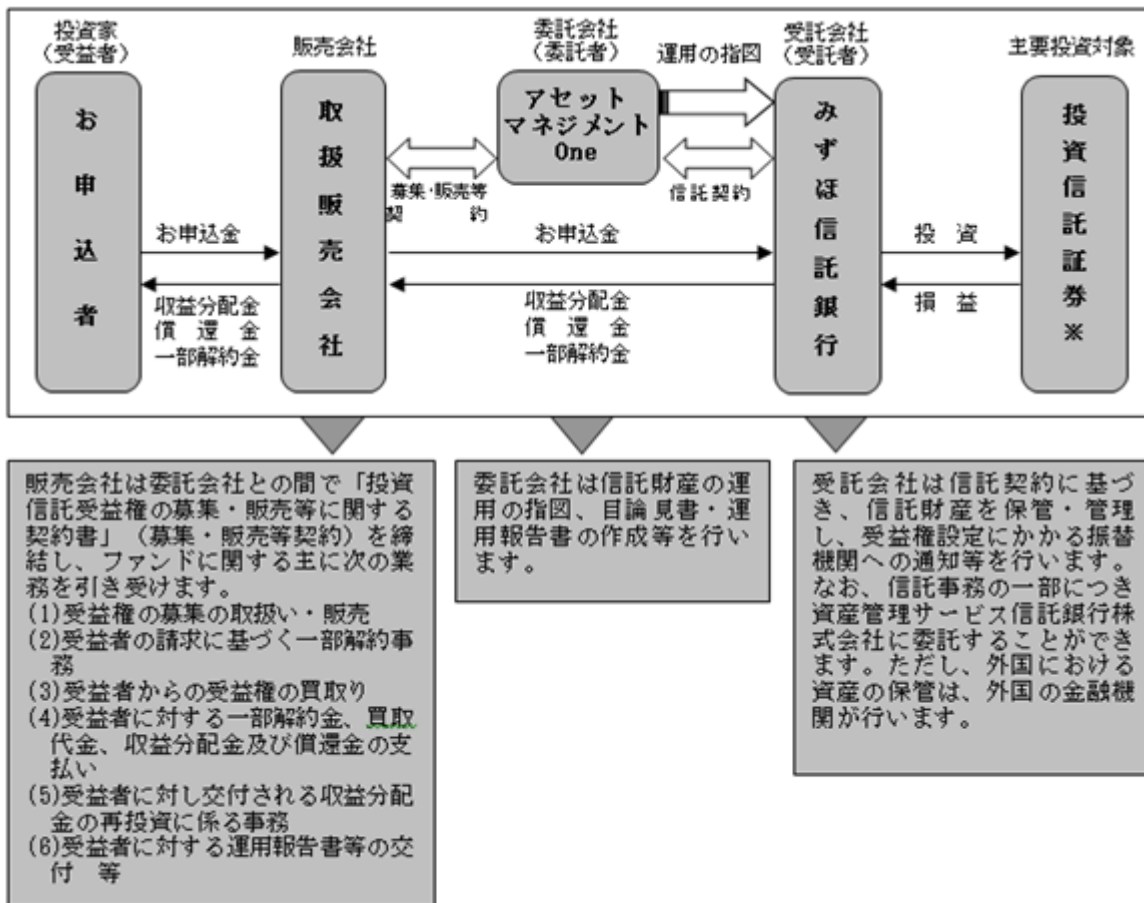 投資家
（受益者）
お申込者
販売会社
取扱販売会社
委託会社
（委託者）
アセット
マネジメント
One
運用の指図
受託会社
（受託者）
みずほ信託銀行
主要投資対象
投資信託証券※
募集・販売等
契　　　約
信託契約
お申込金
収益分配金
償　還　金
一部解約金
お申込金
収益分配金
償　還　金
一部解約金
投　資
損　益
販売会社は委託会社との間で「投資
信託受益権の募集・販売等に関する
契約書」（募集・販売等契約）を締
結し、ファンドに関する主に次の業
務を引き受けます。
(1)受益権の募集の取扱い・販売
(2)受益者の請求に基づく一部解約事
務
(3)受益者からの受益権の買取り
(4)受益者に対する一部解約金、買取
代金、収益分配金及び償還金の支
払い
(5)受益者に対し交付される収益分配
金の再投資に係る事務
(6)受益者に対する運用報告書等の交
付　等
委託会社は信託財産の運
用の指図、目論見書・運
用報告書の作成等を行い
ます。
受託会社は信託契約に基づ
き、信託財産を保管・管理
し、受益権設定にかかる振替
機関への通知等を行います。
なお、信託事務の一部につき
資産管理サービス信託銀行株
式会社に委託することができ
ます。ただし、外国における
資産の保管は、外国の金融機
関が行います。